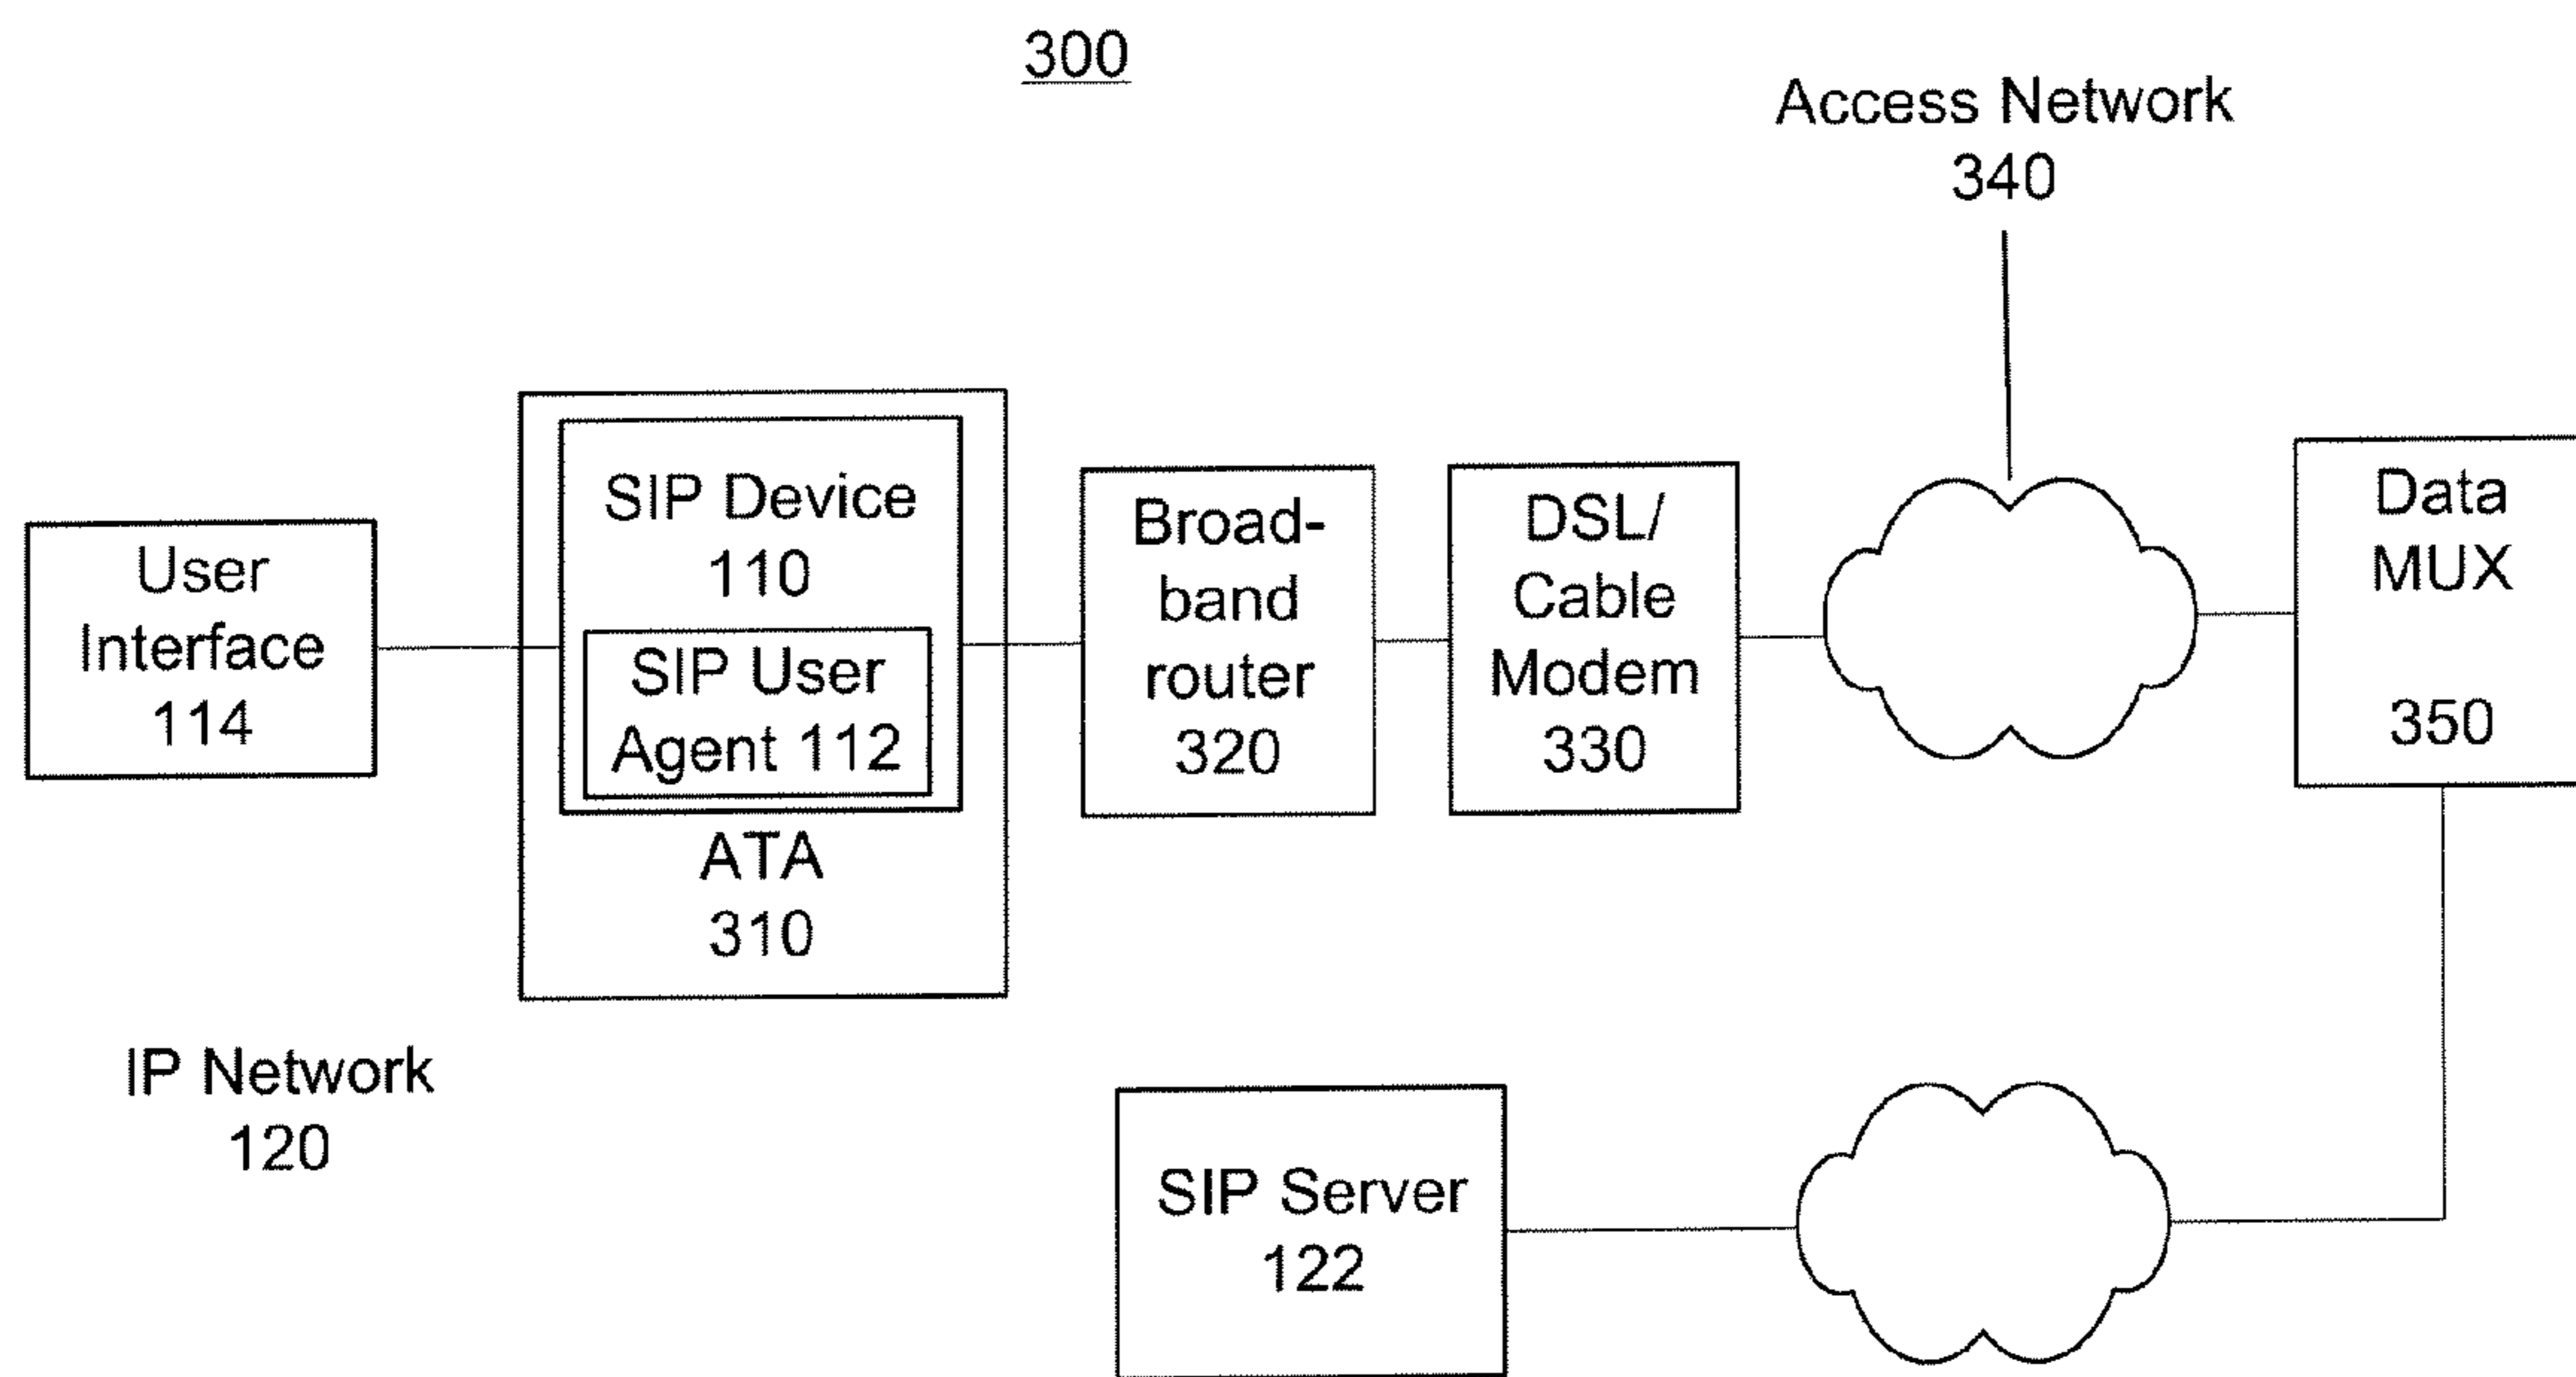 300
Access Network
340
User
Interface
114
SIP Device
110
SIP User
Agent 112
ATA
310
Broad-
band
router
320
DSL/
Cable
Modem
330
Data
MUX
350
IP Network
120
SIP Server
122